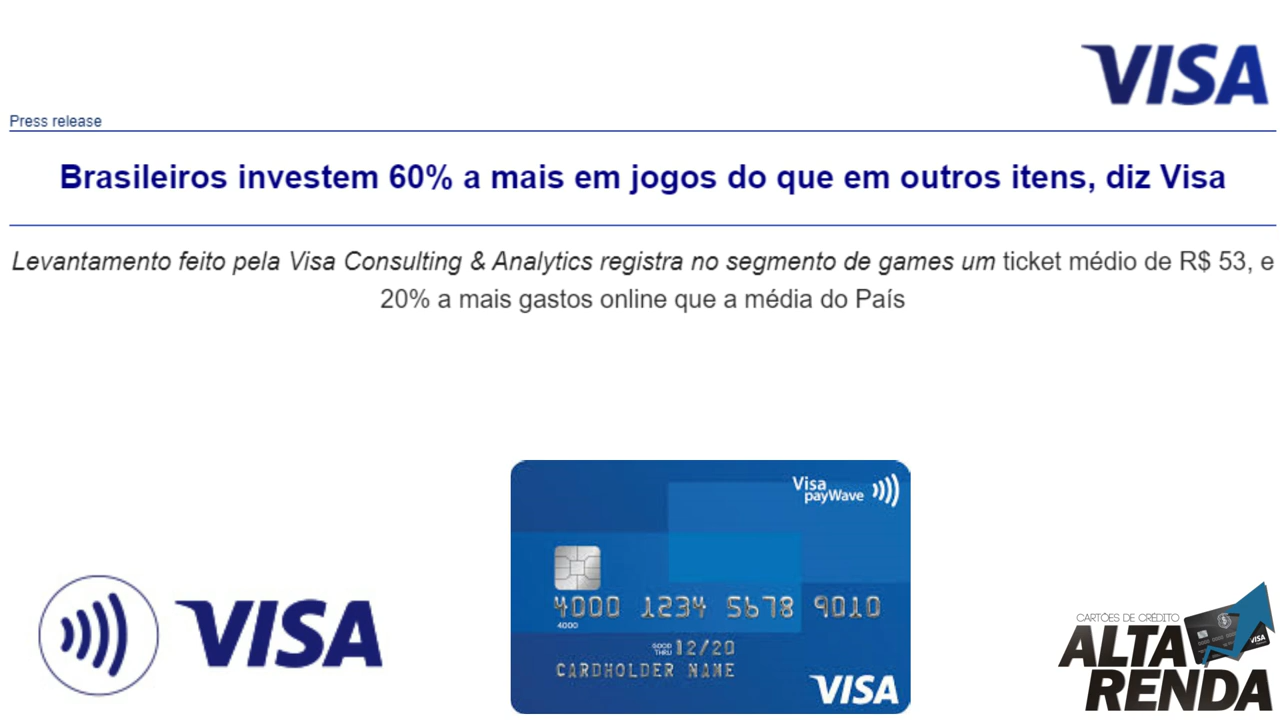 VISA
Press release
Brasileiros investem 60% a mais em jogos do que em outros itens, diz Visa
Levantamento feito pela Visa Consulting & Analytics registra no segmento de games um ticket médio de R$ 53, e
20% a mais gastos online que a média do País
Visa
payWave
4000 1234 5678 9010
4000
GOOD
THRU 12/20
CARDHOLDER NAME
VISA
VISA
CARTÕES DE CRÉDITO
ALTA
RENDA
VISA